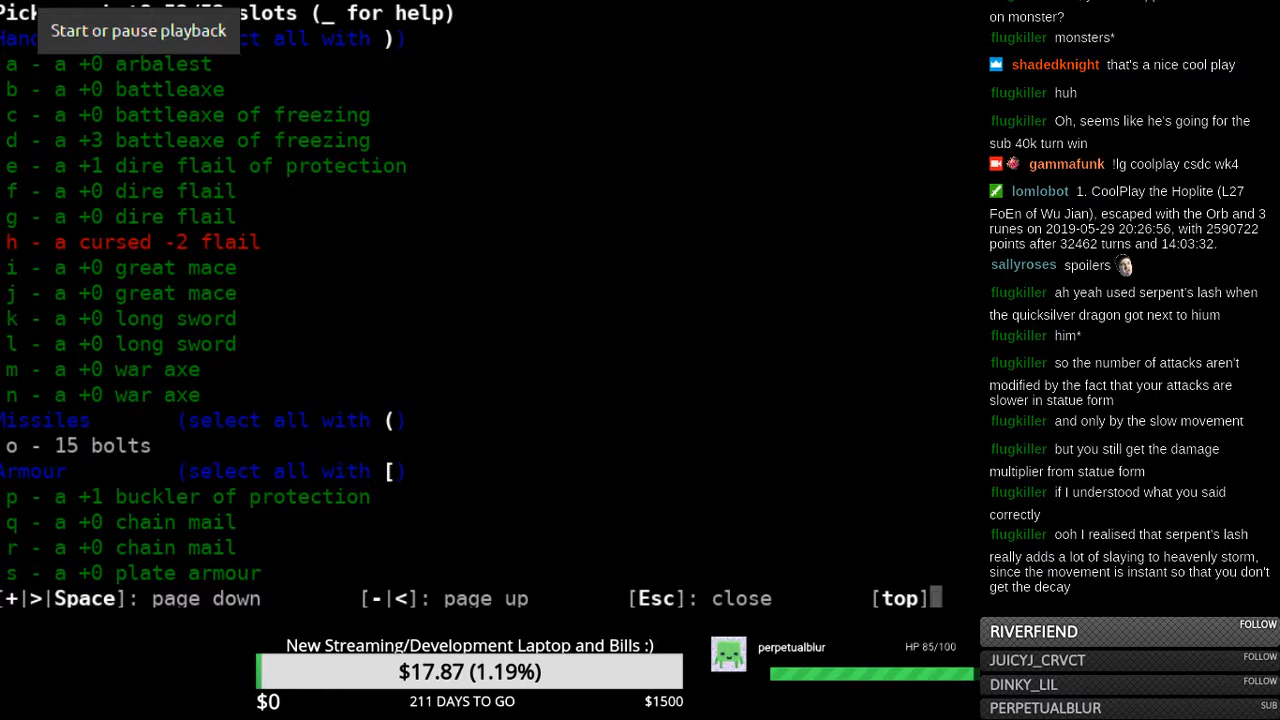 Pick
slots (_ for help)
Start or pause playback
Hand
select all with ))
a - a +0 arbalest
b - a +0 battleaxe
c - a +0 battleaxe of freezing
d - a +3 battleaxe of freezing
e - a +1 dire flail of protection
f - a +0 dire flail
g - a +0 dire flail
h - a cursed -2 flail
i - a +0 great mace
j - a +0 great mace
k - a +0 long sword
l - a +0 long sword
m - a +0 war axe
n - a +0 war axe
Missiles (select all with ()
o - 15 bolts
Armour (select all with [)
p - a +1 buckler of protection
q - a +0 chain mail
r - a +0 chain mail
s - a +0 plate armour
[+|>|Space]: page down [-|<]: page up [Esc]: close [top]
New Streaming/Development Laptop and Bills :)
$17.87 (1.19%)
$0 211 DAYS TO GO $1500
perpetualblur HP 85/100
on monster?
flugkiller monsters*
shadedknight that's a nice cool play
flugkiller huh
flugkiller Oh, seems like he's going for the
sub 40k turn win
gammafunk !lg coolplay csdc wk4
lomlobot 1. CoolPlay the Hoplite (L27
FoEn of Wu Jian), escaped with the Orb and 3
runes on 2019-05-29 20:26:56, with 2590722
points after 32462 turns and 14:03:32.
sallyroses spoilers
flugkiller ah yeah used serpent's lash when
the quicksilver dragon got next to hium
flugkiller him*
flugkiller so the number of attacks aren't
modified by the fact that your attacks are
slower in statue form
flugkiller and only by the slow movement
flugkiller but you still get the damage
multiplier from statue form
flugkiller if I understood what you said
correctly
flugkiller ooh I realised that serpent's lash
really adds a lot of slaying to heavenly storm,
since the movement is instant so that you don't
get the decay
RIVERFIEND FOLLOW
JUICYJ_CRVCT FOLLOW
DINKY_LIL FOLLOW
PERPETUALBLUR SUB